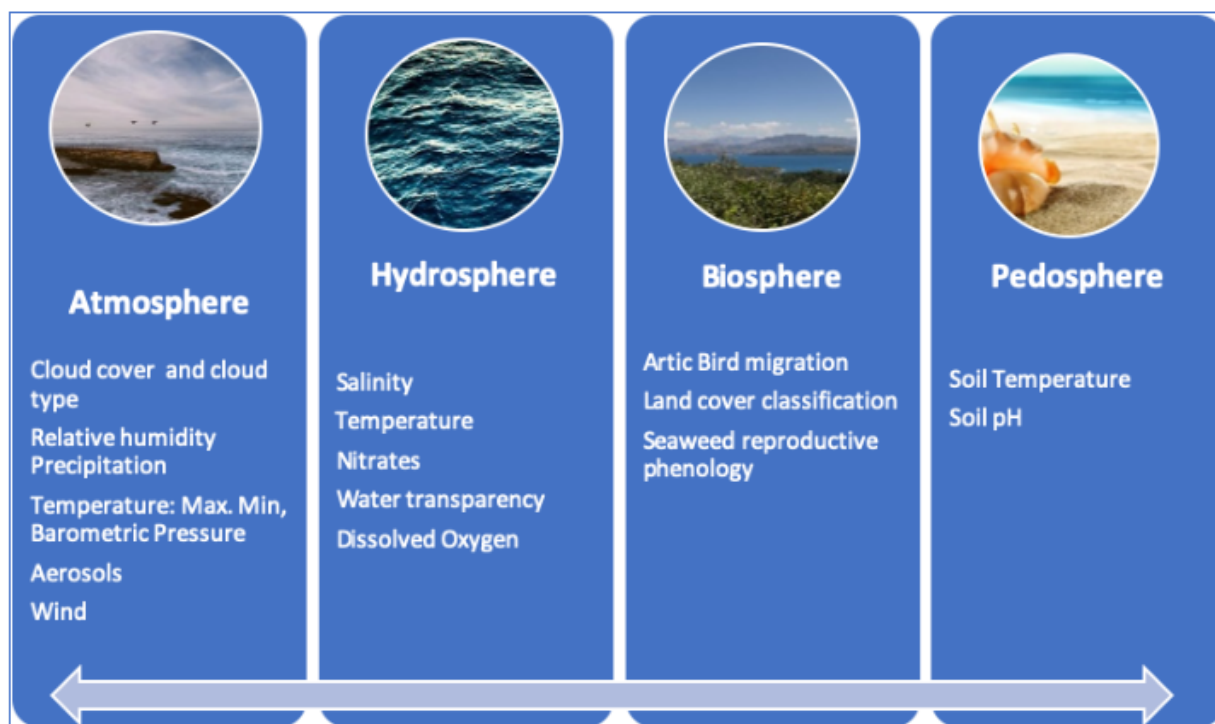 Atmosphere
Cloud cover  and cloud
type
Relative humidity
Precipitation
Temperature: Max. Min,
Barometric Pressure
Aerosols
Wind
Hydrosphere
Salinity
Temperature
Nitrates
Water transparency
Dissolved Oxygen
Biosphere
Artic Bird migration
Land cover classification
Seaweed reproductive
phenology
Pedosphere
Soil Temperature
Soil pH